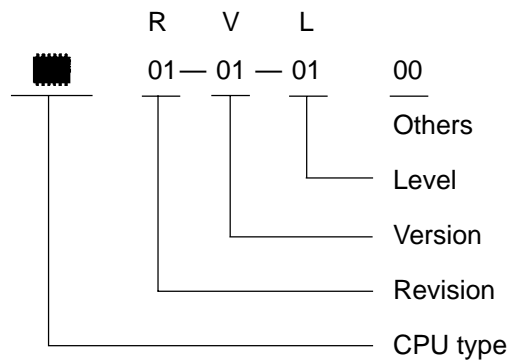 R V L
01 — 01 — 01 00
Others
Level
Version
Revision
CPU type